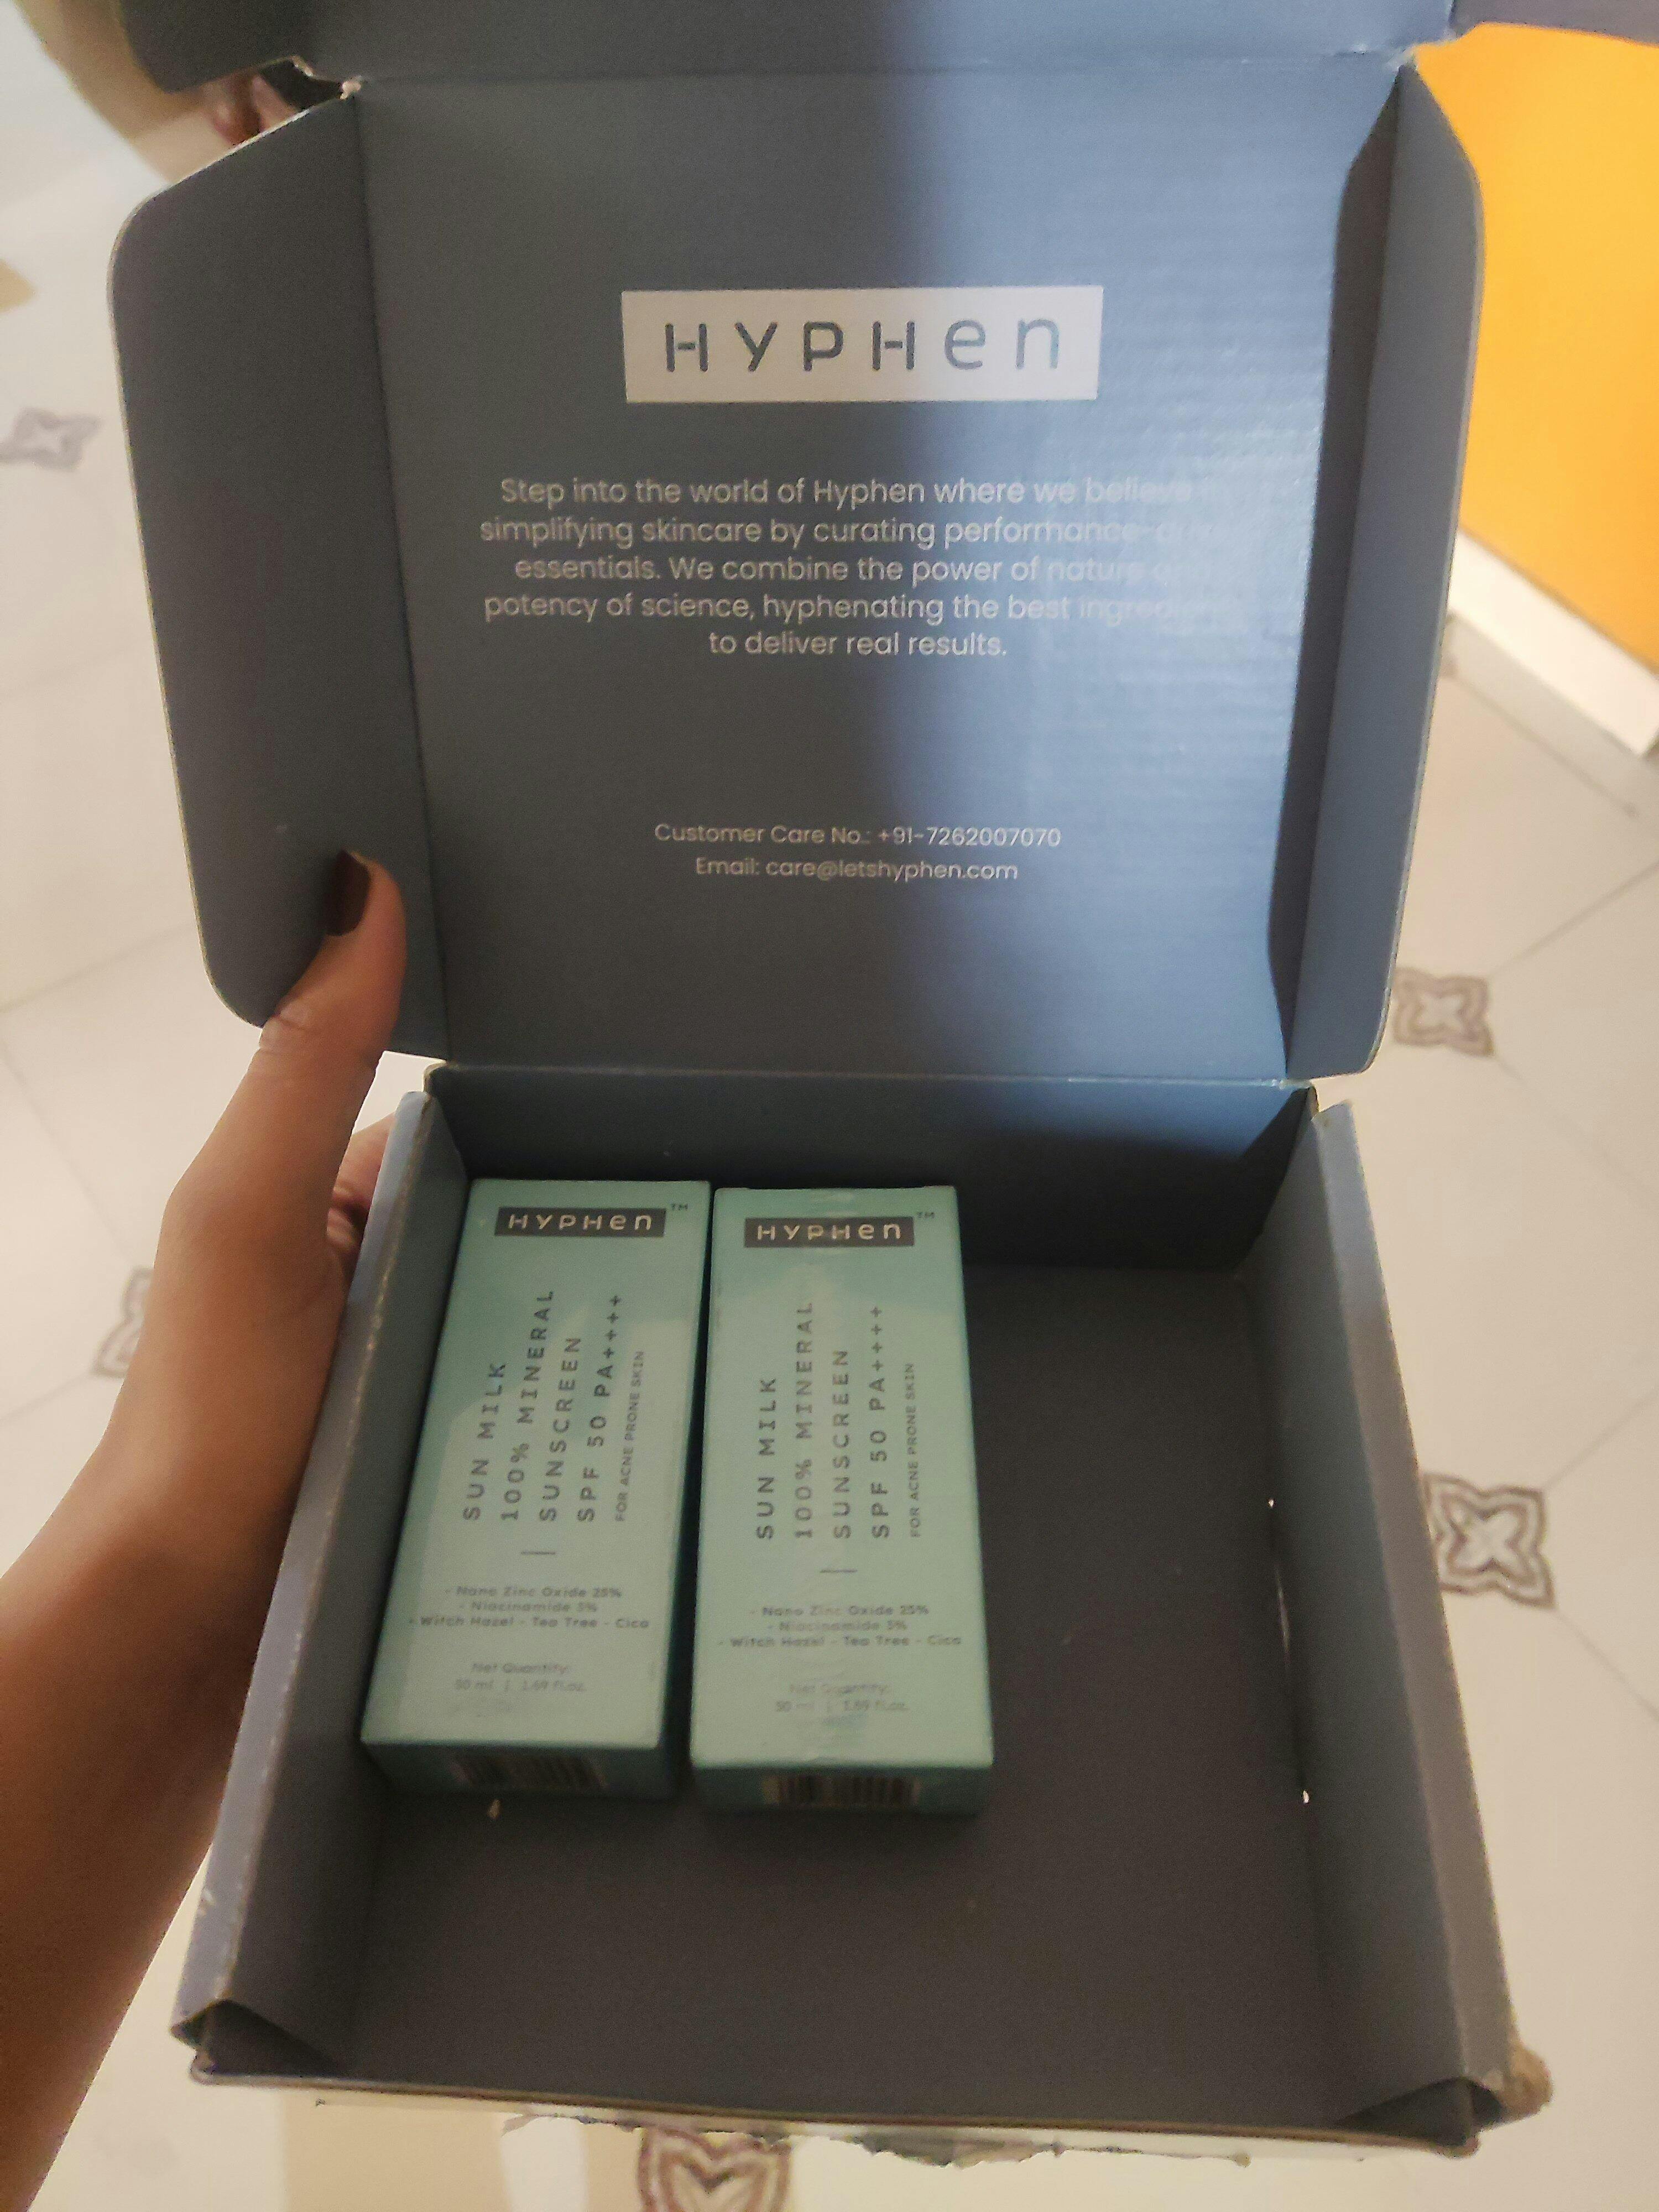 HYPHen
Step into the world of Hyphen where we believe
simplifying skincare by curating performance-
essentials. We combine the power of nature
potency of science, hyphenating the best
to deliver real results.
Customer Care No.: +91-7262007070
Email: care@letshyphen.com
HYPHen™
SUN MILK
100% MINERAL
SUNSCREEN
SPF 50 PA++++
FOR ACNE PRONE SKIN
- Nano Zinc Oxide 25%
- Niacinamide 5%
- Witch Hazel - Tea Tree - Cica
Net Quantity:
50 ml | 1.69 fl.oz.
HYPHen™
SUN MILK
100% MINERAL
SUNSCREEN
SPF 50 PA++++
FOR ACNE PRONE SKIN
- Nano Zinc Oxide 25%
- Niacinamide 5%
- Witch Hazel - Tea Tree - Cica
Net Quantity:
50 ml | 1.69 fl.oz.